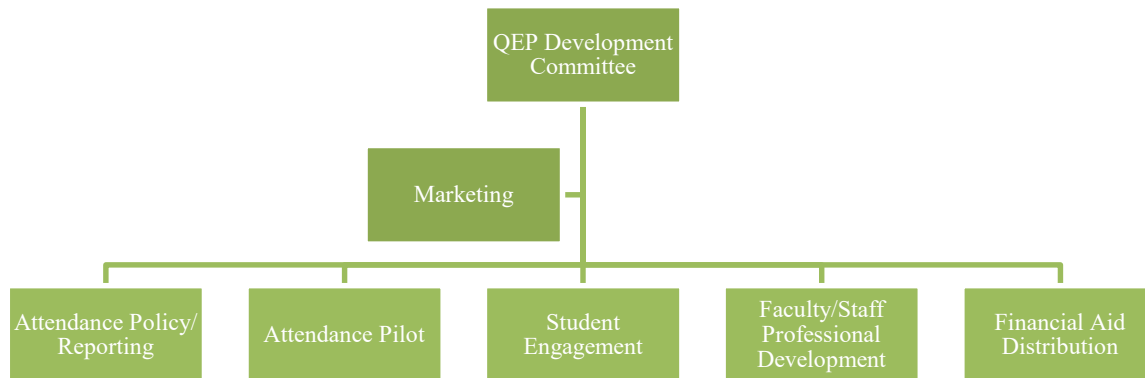 QEP Development
Committee
Marketing
Attendance Policy/
Reporting
Attendance Pilot
Student
Engagement
Faculty/Staff
Professional
Development
Financial Aid
Distribution